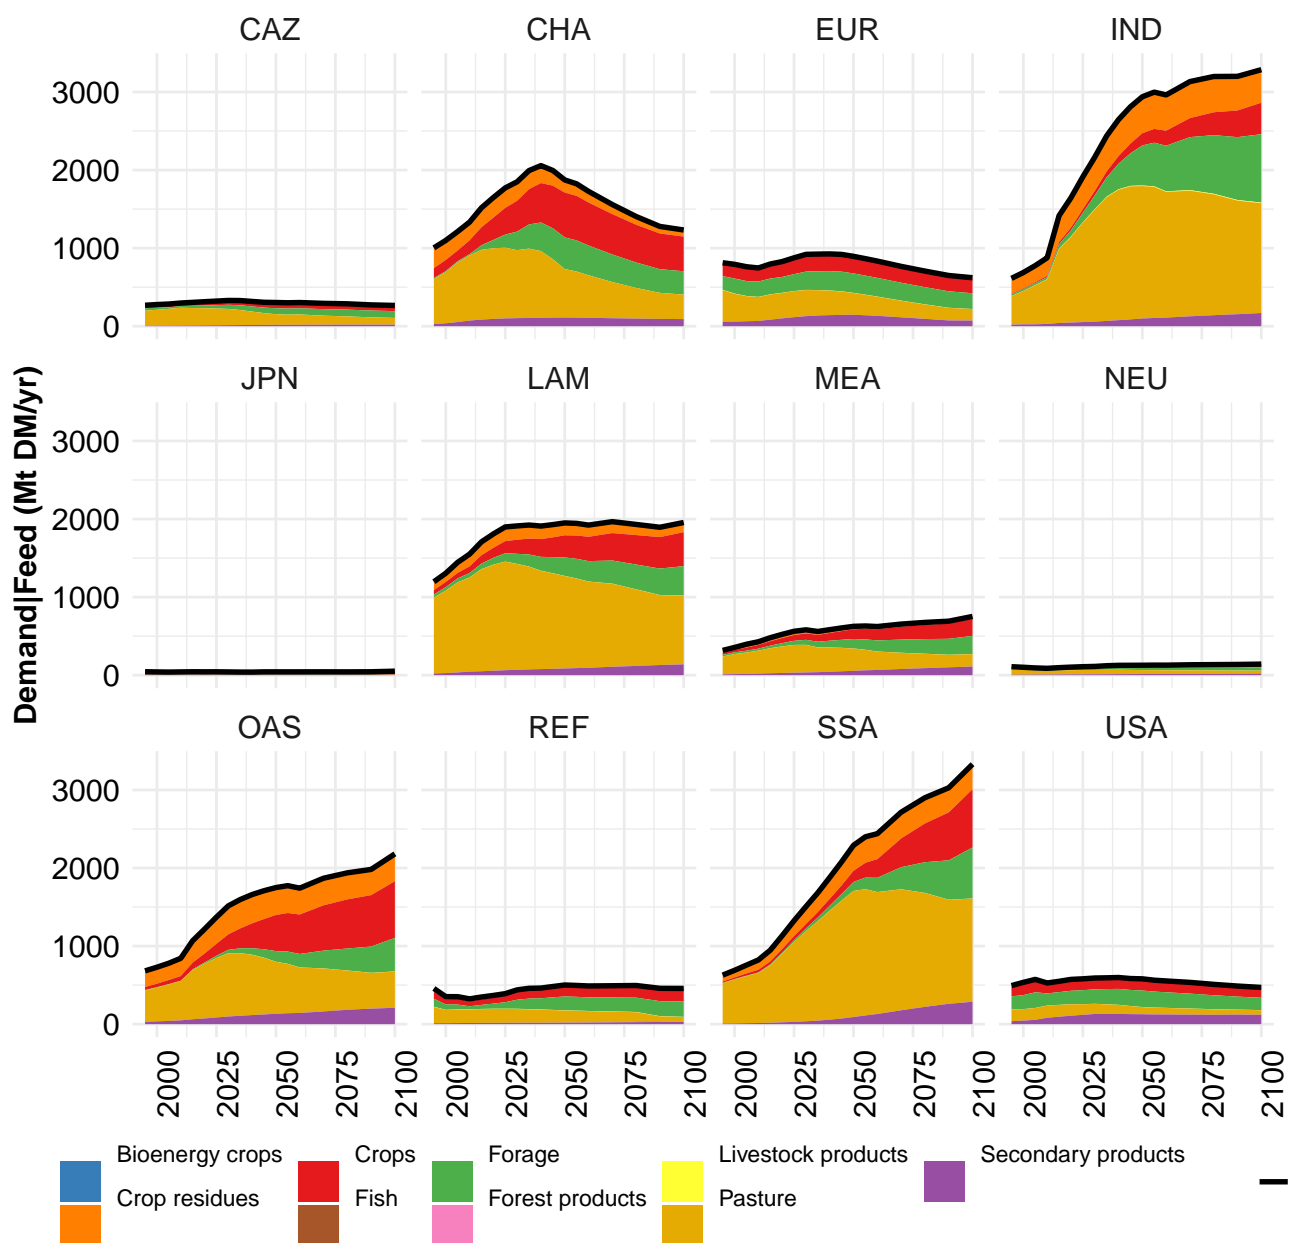 CAZ CHA EUR IND
3000
2000
1000
0
JPN LAM MEA NEU
3000
2000
1000
0
Demand|Feed (Mt DM/yr)
OAS REF SSA USA
3000
2000
1000
0
2000 2025 2050 2075 2100 2000 2025 2050 2075 2100 2000 2025 2050 2075 2100 2000 2025 2050 2075 2100
Bioenergy crops Crops Forage Livestock products Secondary products
Crop residues Fish Forest products Pasture